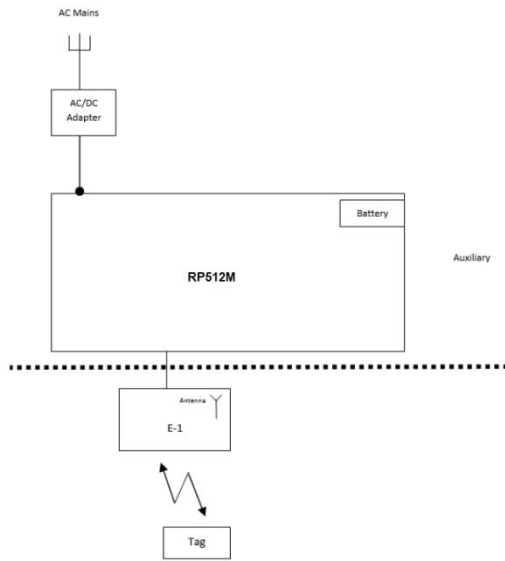 AC Mains
AC/DC
Adapter
Battery
RP512M
Auxiliary
Antenna
E-1
Tag